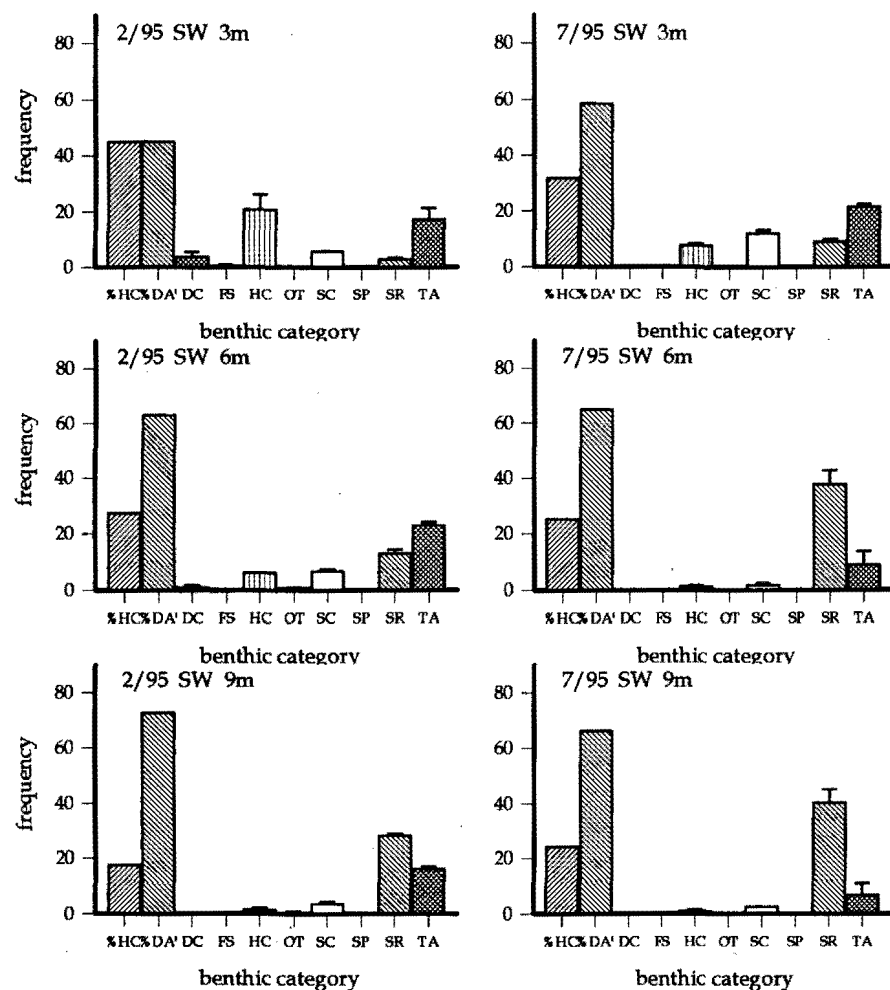 2/95 SW 3m
80
60
40
20
0
frequency
%HC %DA' DC FS HC OT SC SP SR TA
benthic category
7/95 SW 3m
80
60
40
20
0
%HC %DA' DC FS HC OT SC SP SR TA
benthic category
2/95 SW 6m
80
60
40
20
0
frequency
%HC %DA' DC FS HC OT SC SP SR TA
benthic category
7/95 SW 6m
80
60
40
20
0
%HC %DA' DC FS HC OT SC SP SR TA
benthic category
2/95 SW 9m
80
60
40
20
0
frequency
%HC %DA' DC FS HC OT SC SP SR TA
benthic category
7/95 SW 9m
80
60
40
20
0
%HC %DA' DC FS HC OT SC SP SR TA
benthic category